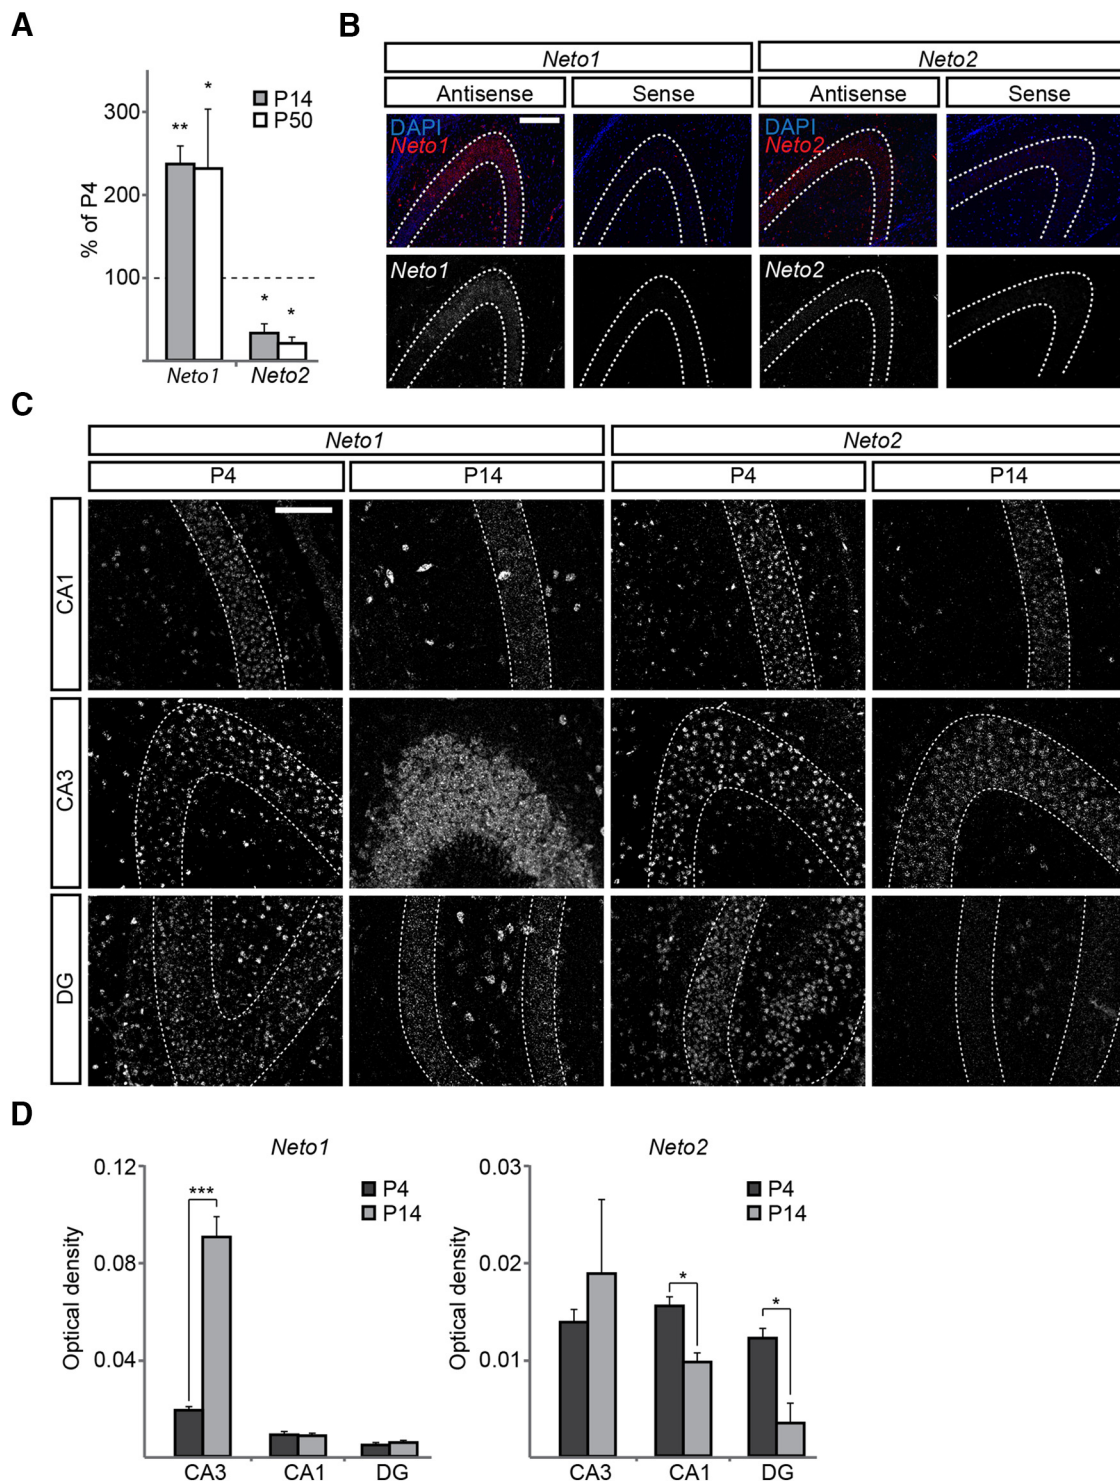 A
% of P4
300
200
100
** * * *
P14
P50
Neto1 Neto2
B
Neto1 Neto2
Antisense Sense Antisense Sense
DAPI
Neto1
DAPI
Neto2
Neto1 Neto2
C
Neto1 Neto2
P4 P14 P4 P14
CA1
CA3
DG
D
Neto1
Optical density
0.12
0.08
0.04
***
P4
P14
CA3 CA1 DG
Neto2
Optical density
0.03
0.02
0.01
* *
P4
P14
CA3 CA1 DG